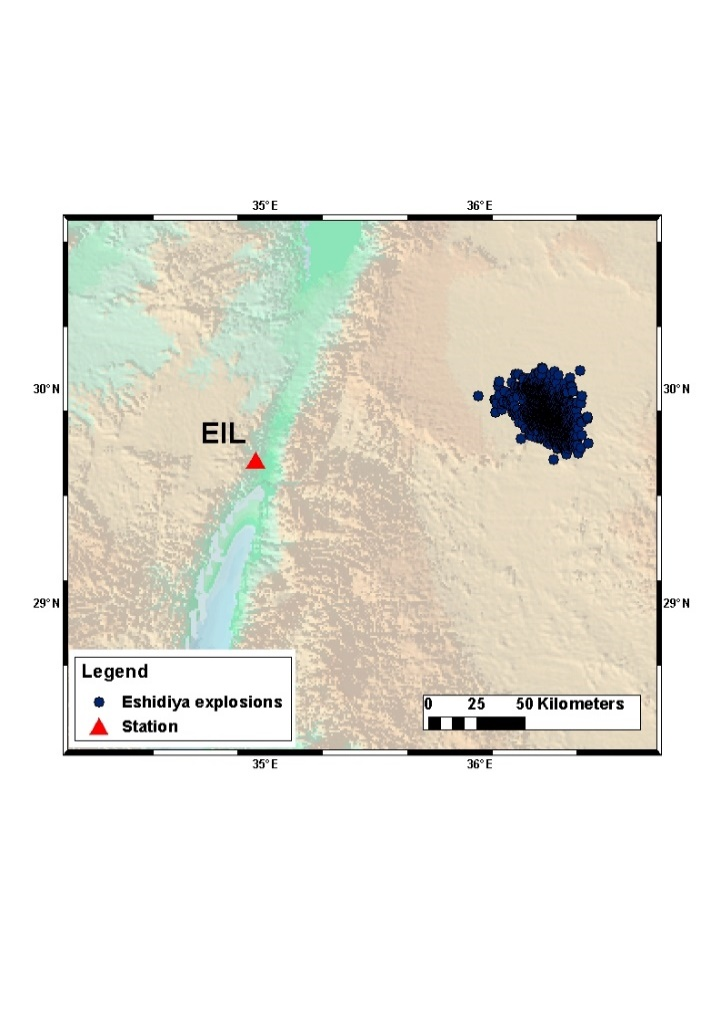 35°E 36°E
30°N 30°N
EIL
29°N 29°N
Legend
Eshidiya explosions
Station
0 25 50 Kilometers
35°E 36°E